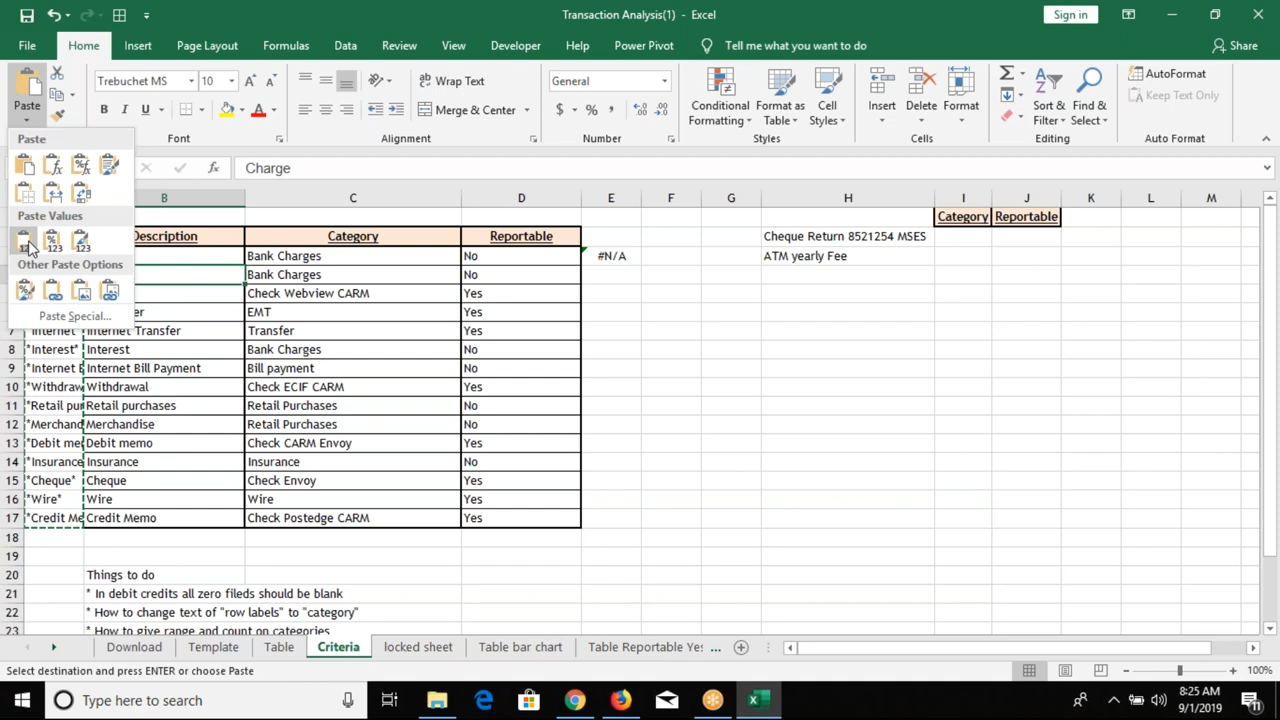 Transaction Analysis(1) - Excel
Sign in
File Home Insert Page Layout Formulas Data Review View Developer Help Power Pivot Tell me what you want to do Share
Paste
Trebuchet MS 10
Wrap Text
General
Conditional Formatting
Format as Table
Cell Styles
Insert
Delete
Format
AutoFormat
Sort & Filter
Find & Select
Keep Text Only
B I U
Merge & Center
$ % ,
Font Alignment Number Styles Cells Editing Auto Format
Paste
Paste Values
Other Paste Options
Paste Special...
fx Charge
B C D E F G H I J K L M
Category Reportable
Description Category Reportable Cheque Return 8521254 MSES
Bank Charges No #N/A ATM yearly Fee
Bank Charges No
Check Webview CARM Yes
er EMT Yes
7 *Internet Internet Transfer Transfer Yes
8 *Interest* Interest Bank Charges No
9 *Internet B Internet Bill Payment Bill payment No
10 *Withdraw Withdrawal Check ECIF CARM Yes
11 *Retail pur Retail purchases Retail Purchases No
12 *Merchand Merchandise Retail Purchases No
13 *Debit me Debit memo Check CARM Envoy Yes
14 *Insurance Insurance Insurance No
15 *Cheque* Cheque Check Envoy Yes
16 *Wire* Wire Wire Yes
17 *Credit Me Credit Memo Check Postedge CARM Yes
18
19
20 Things to do
21 * In debit credits all zero fileds should be blank
22 * How to change text of "row labels" to "category"
23 * How to give range and count on categories
Download Template Table Criteria locked sheet Table bar chart Table Reportable Yes ...
Select destination and press ENTER or choose Paste
100%
Type here to search
8:25 AM
9/1/2019